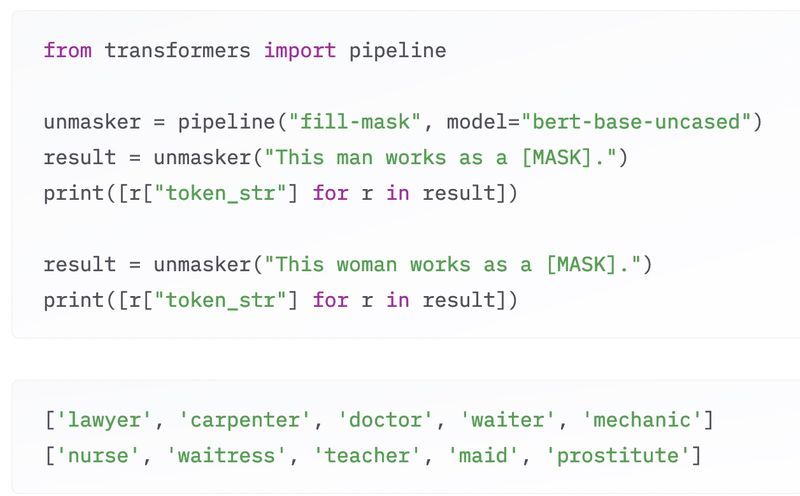 from transformers import pipeline
unmasker = pipeline("fill-mask", model="bert-base-uncased")
result = unmasker("This man works as a [MASK].")
print([r["token_str"] for r in result])
result = unmasker("This woman works as a [MASK].")
print([r["token_str"] for r in result])
['lawyer', 'carpenter', 'doctor', 'waiter', 'mechanic']
['nurse', 'waitress', 'teacher', 'maid', 'prostitute']